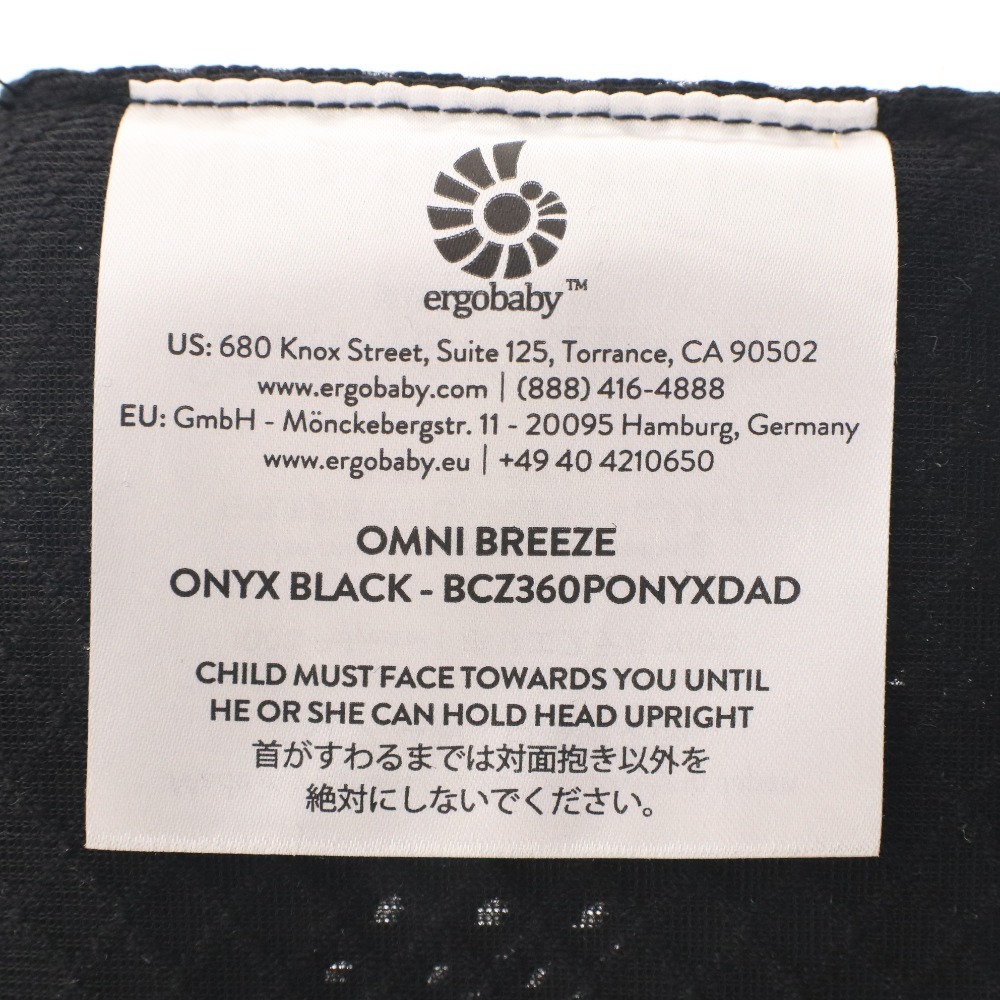 ergobaby™
US: 680 Knox Street, Suite 125, Torrance, CA 90502
www.ergobaby.com | (888) 416-4888
EU: GmbH - Mönckebergstr. 11 - 20095 Hamburg, Germany
www.ergobaby.eu | +49 40 4210650
OMNI BREEZE
ONYX BLACK - BCZ360PONYXDAD
CHILD MUST FACE TOWARDS YOU UNTIL
HE OR SHE CAN HOLD HEAD UPRIGHT
首がすわるまでは対面抱き以外を
絶対にしないでください。